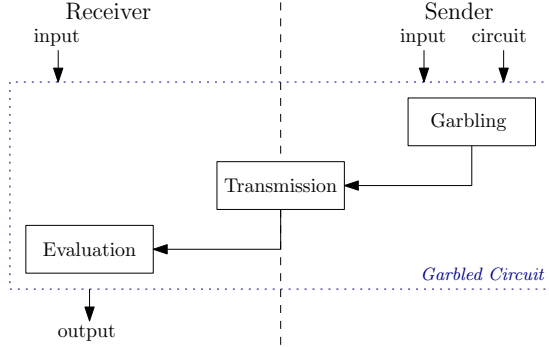 Receiver
Sender
input
input
circuit
Garbling
Transmission
Evaluation
Garbled Circuit
output